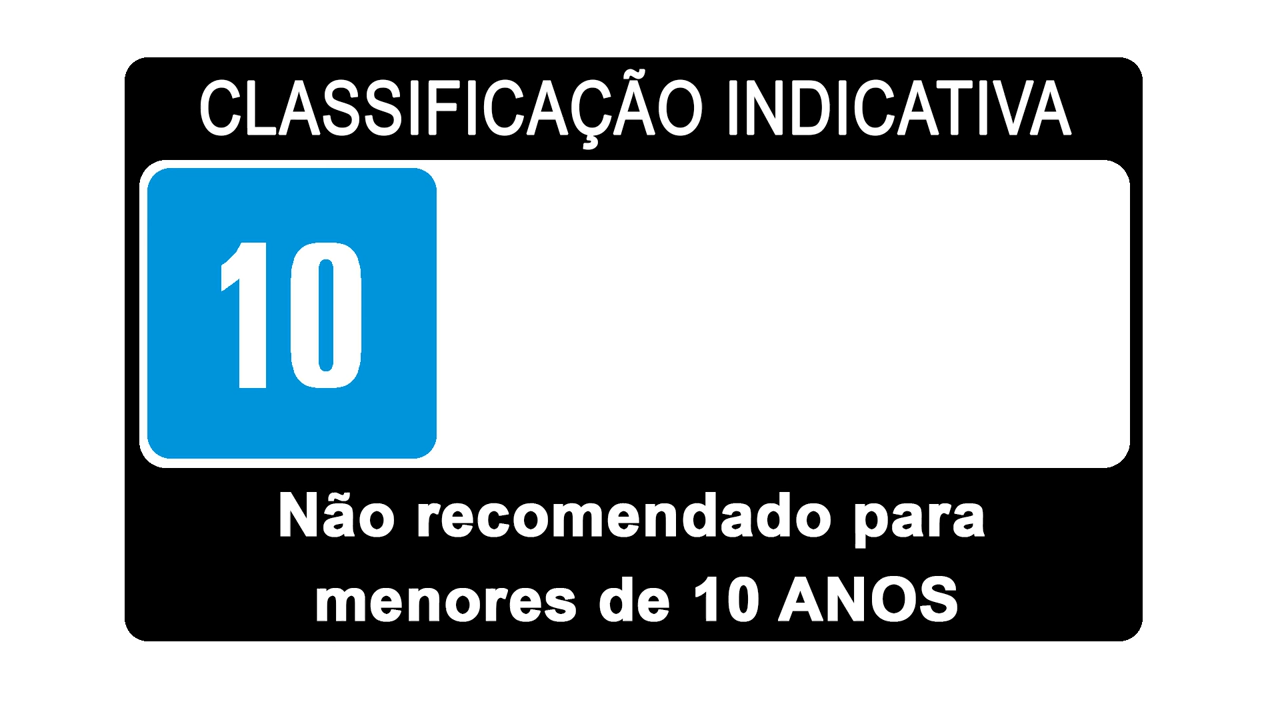 CLASSIFICAÇÃO INDICATIVA
10
Não recomendado para
menores de 10 ANOS